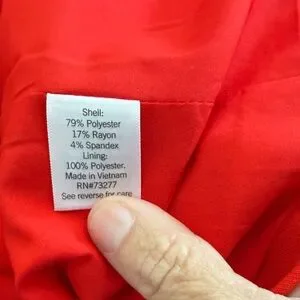 Shell:
79% Polyester
17% Rayon
4% Spandex
Lining:
100% Polyester.
Made in Vietnam
RN#73277
See reverse for care